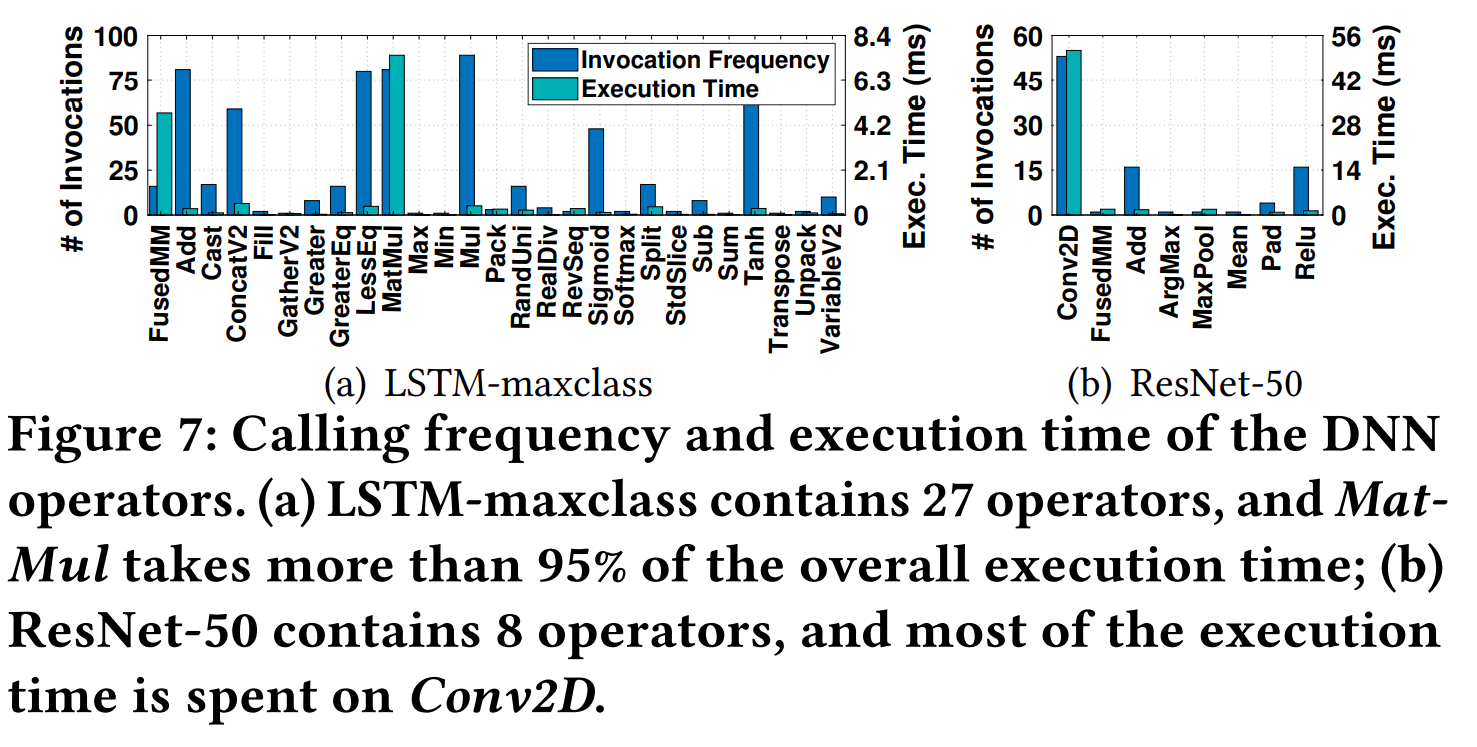 # of Invocations
100
75
50
25
0
Invocation Frequency
Execution Time
8.4
6.3
4.2
2.1
0
Exec. Time (ms)
FusedMM
Add
Cast
ConcatV2
Fill
GatherV2
Greater
GreaterEq
LessEq
MatMul
Max
Min
Mul
Pack
RandUni
RealDiv
RevSeq
Sigmoid
Softmax
Split
StdSlice
Sub
Sum
Tanh
Transpose
Unpack
VariableV2
(a) LSTM-maxclass
# of Invocations
60
45
30
15
0
56
42
28
14
0
Exec. Time (ms)
Conv2D
FusedMM
Add
ArgMax
MaxPool
Mean
Pad
Relu
(b) ResNet-50
Figure 7: Calling frequency and execution time of the DNN
operators. (a) LSTM-maxclass contains 27 operators, and Mat-
Mul takes more than 95% of the overall execution time; (b)
ResNet-50 contains 8 operators, and most of the execution
time is spent on Conv2D.